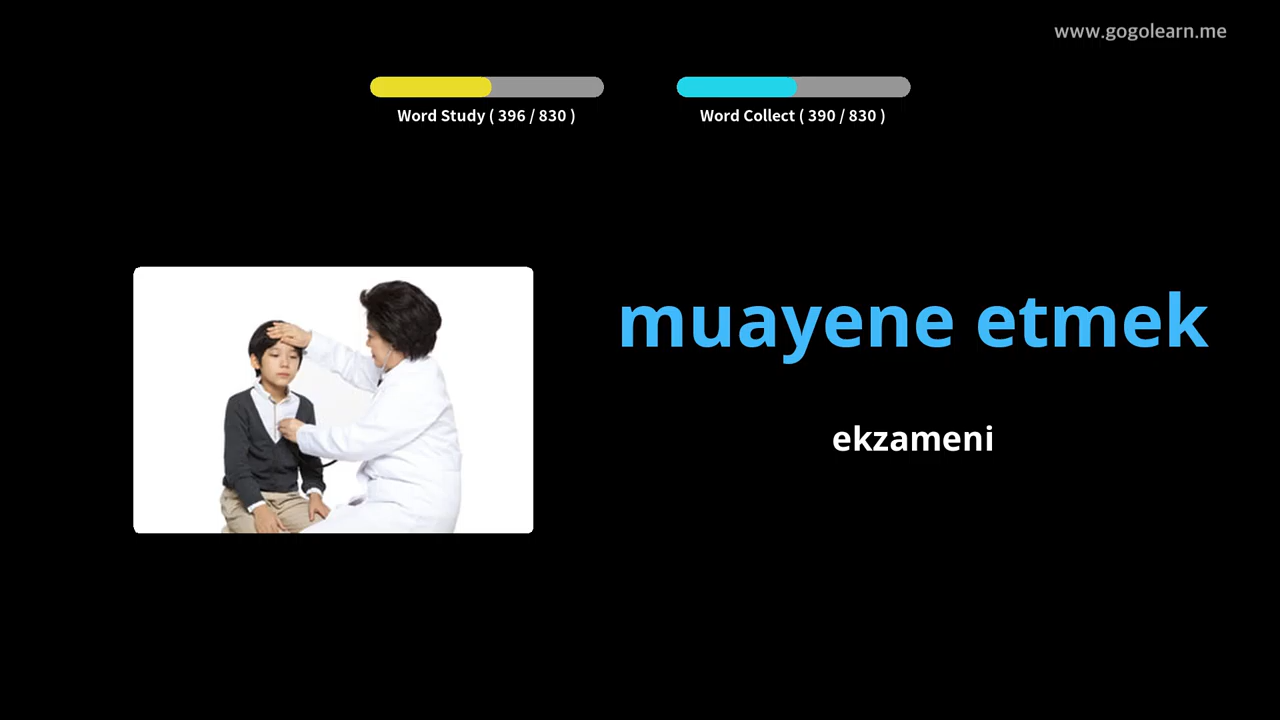 www.gogolearn.me
Word Study ( 396 / 830 )
Word Collect ( 390 / 830 )
muayene etmek
ekzameni